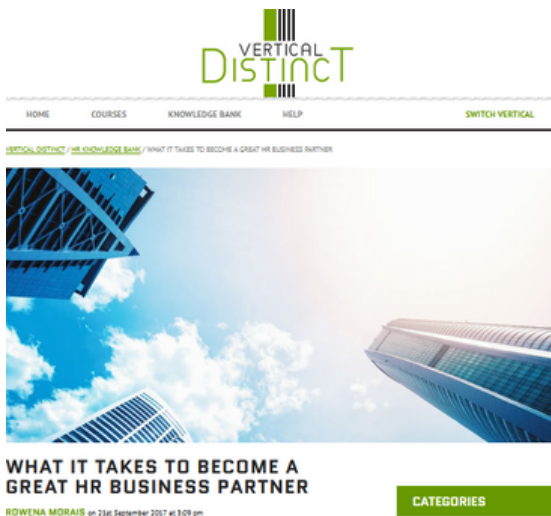 VERTICAL
DISTINCT
HOME COURSES KNOWLEDGE BANK HELP SWITCH VERTICAL
VERTICAL DISTINCT / HR KNOWLEDGE BANK / WHAT IT TAKES TO BECOME A GREAT HR BUSINESS PARTNER
WHAT IT TAKES TO BECOME A
GREAT HR BUSINESS PARTNER
CATEGORIES
ROWENA MORAIS on 21st September 2017 at 3:09 pm